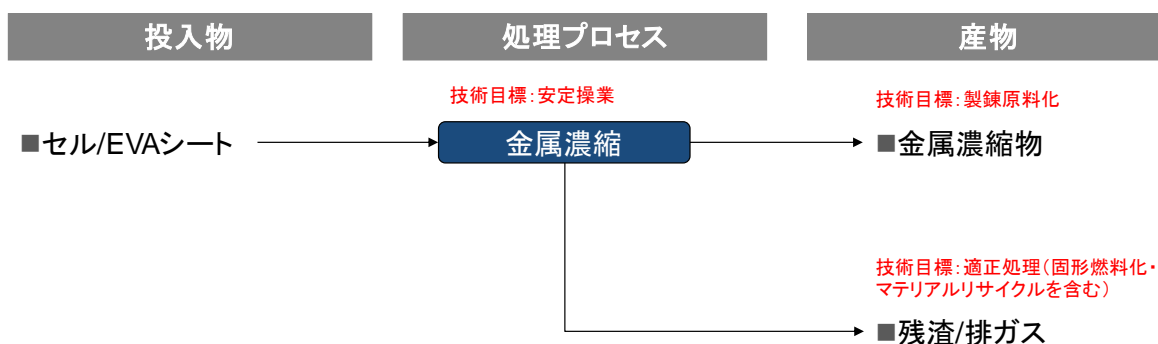 投入物
処理プロセス
産物
技術目標：安定操業
技術目標：製錬原料化
■セル/EVAシート
金属濃縮
■金属濃縮物
技術目標：適正処理（固形燃料化・
マテリアルリサイクルを含む）
■残渣/排ガス